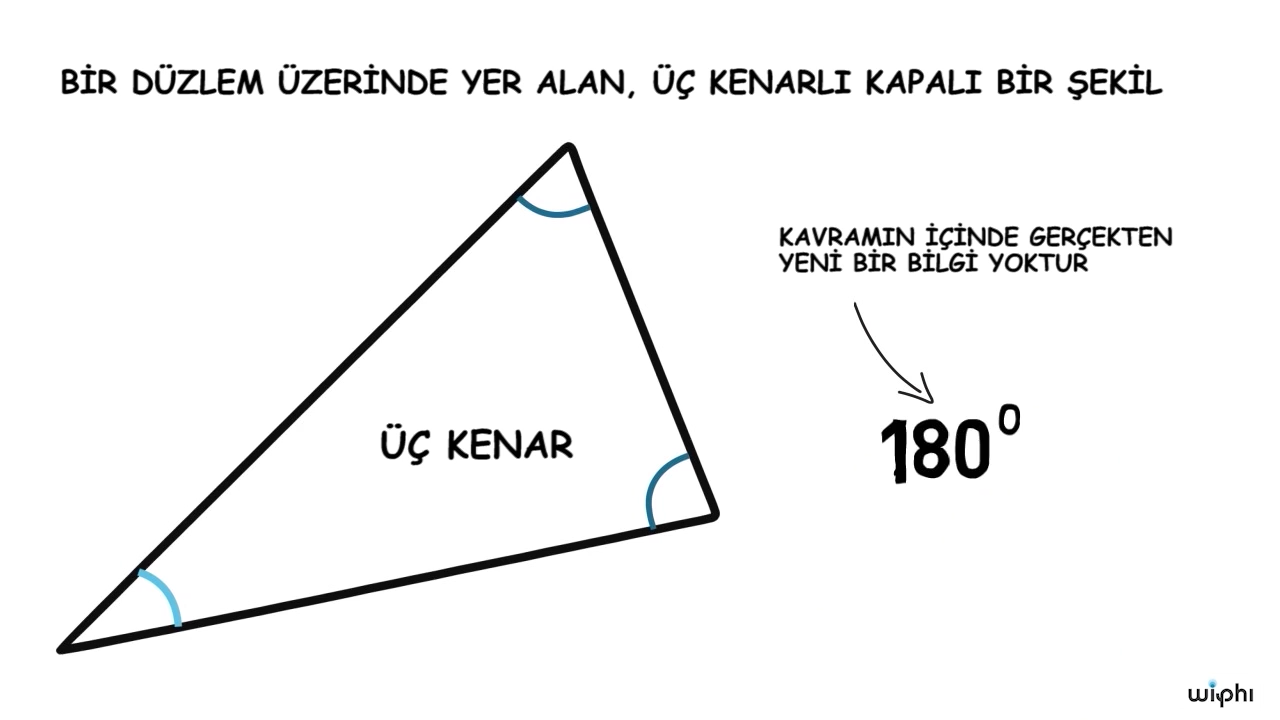 BİR DÜZLEM ÜZERİNDE YER ALAN, ÜÇ KENARLI KAPALI BİR ŞEKİL
KAVRAMIN İÇİNDE GERÇEKTEN
YENİ BİR BİLGİ YOKTUR
180⁰
ÜÇ KENAR
wiphi